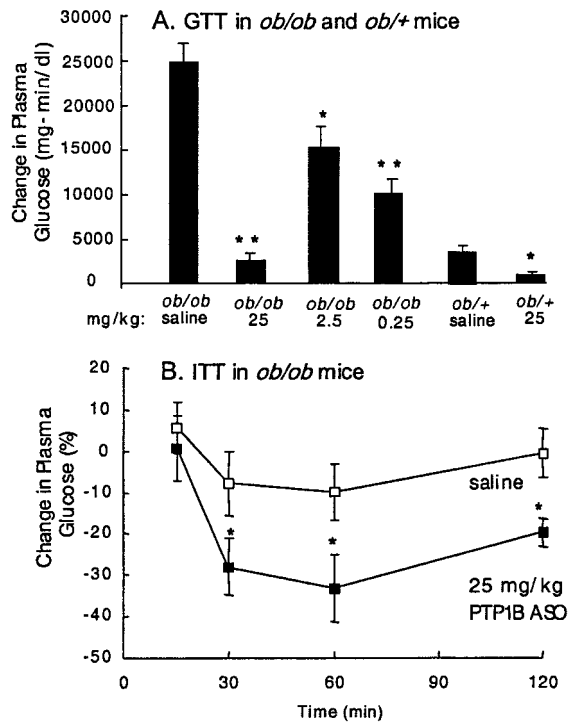 A. GTT in ob/ob and ob/+ mice
Change in Plasma
Glucose (mg-min/dl)
30000
25000
20000
15000
10000
5000
0
* *
*
* *
*
mg/kg:
ob/ob
saline
ob/ob
25
ob/ob
2.5
ob/ob
0.25
ob/+
saline
ob/+
25
B. ITT in ob/ob mice
Change in Plasma
Glucose (%)
20
10
0
-10
-20
-30
-40
-50
saline
*
*
*
25 mg/kg
PTP1B ASO
0
30
60
90
120
Time (min)